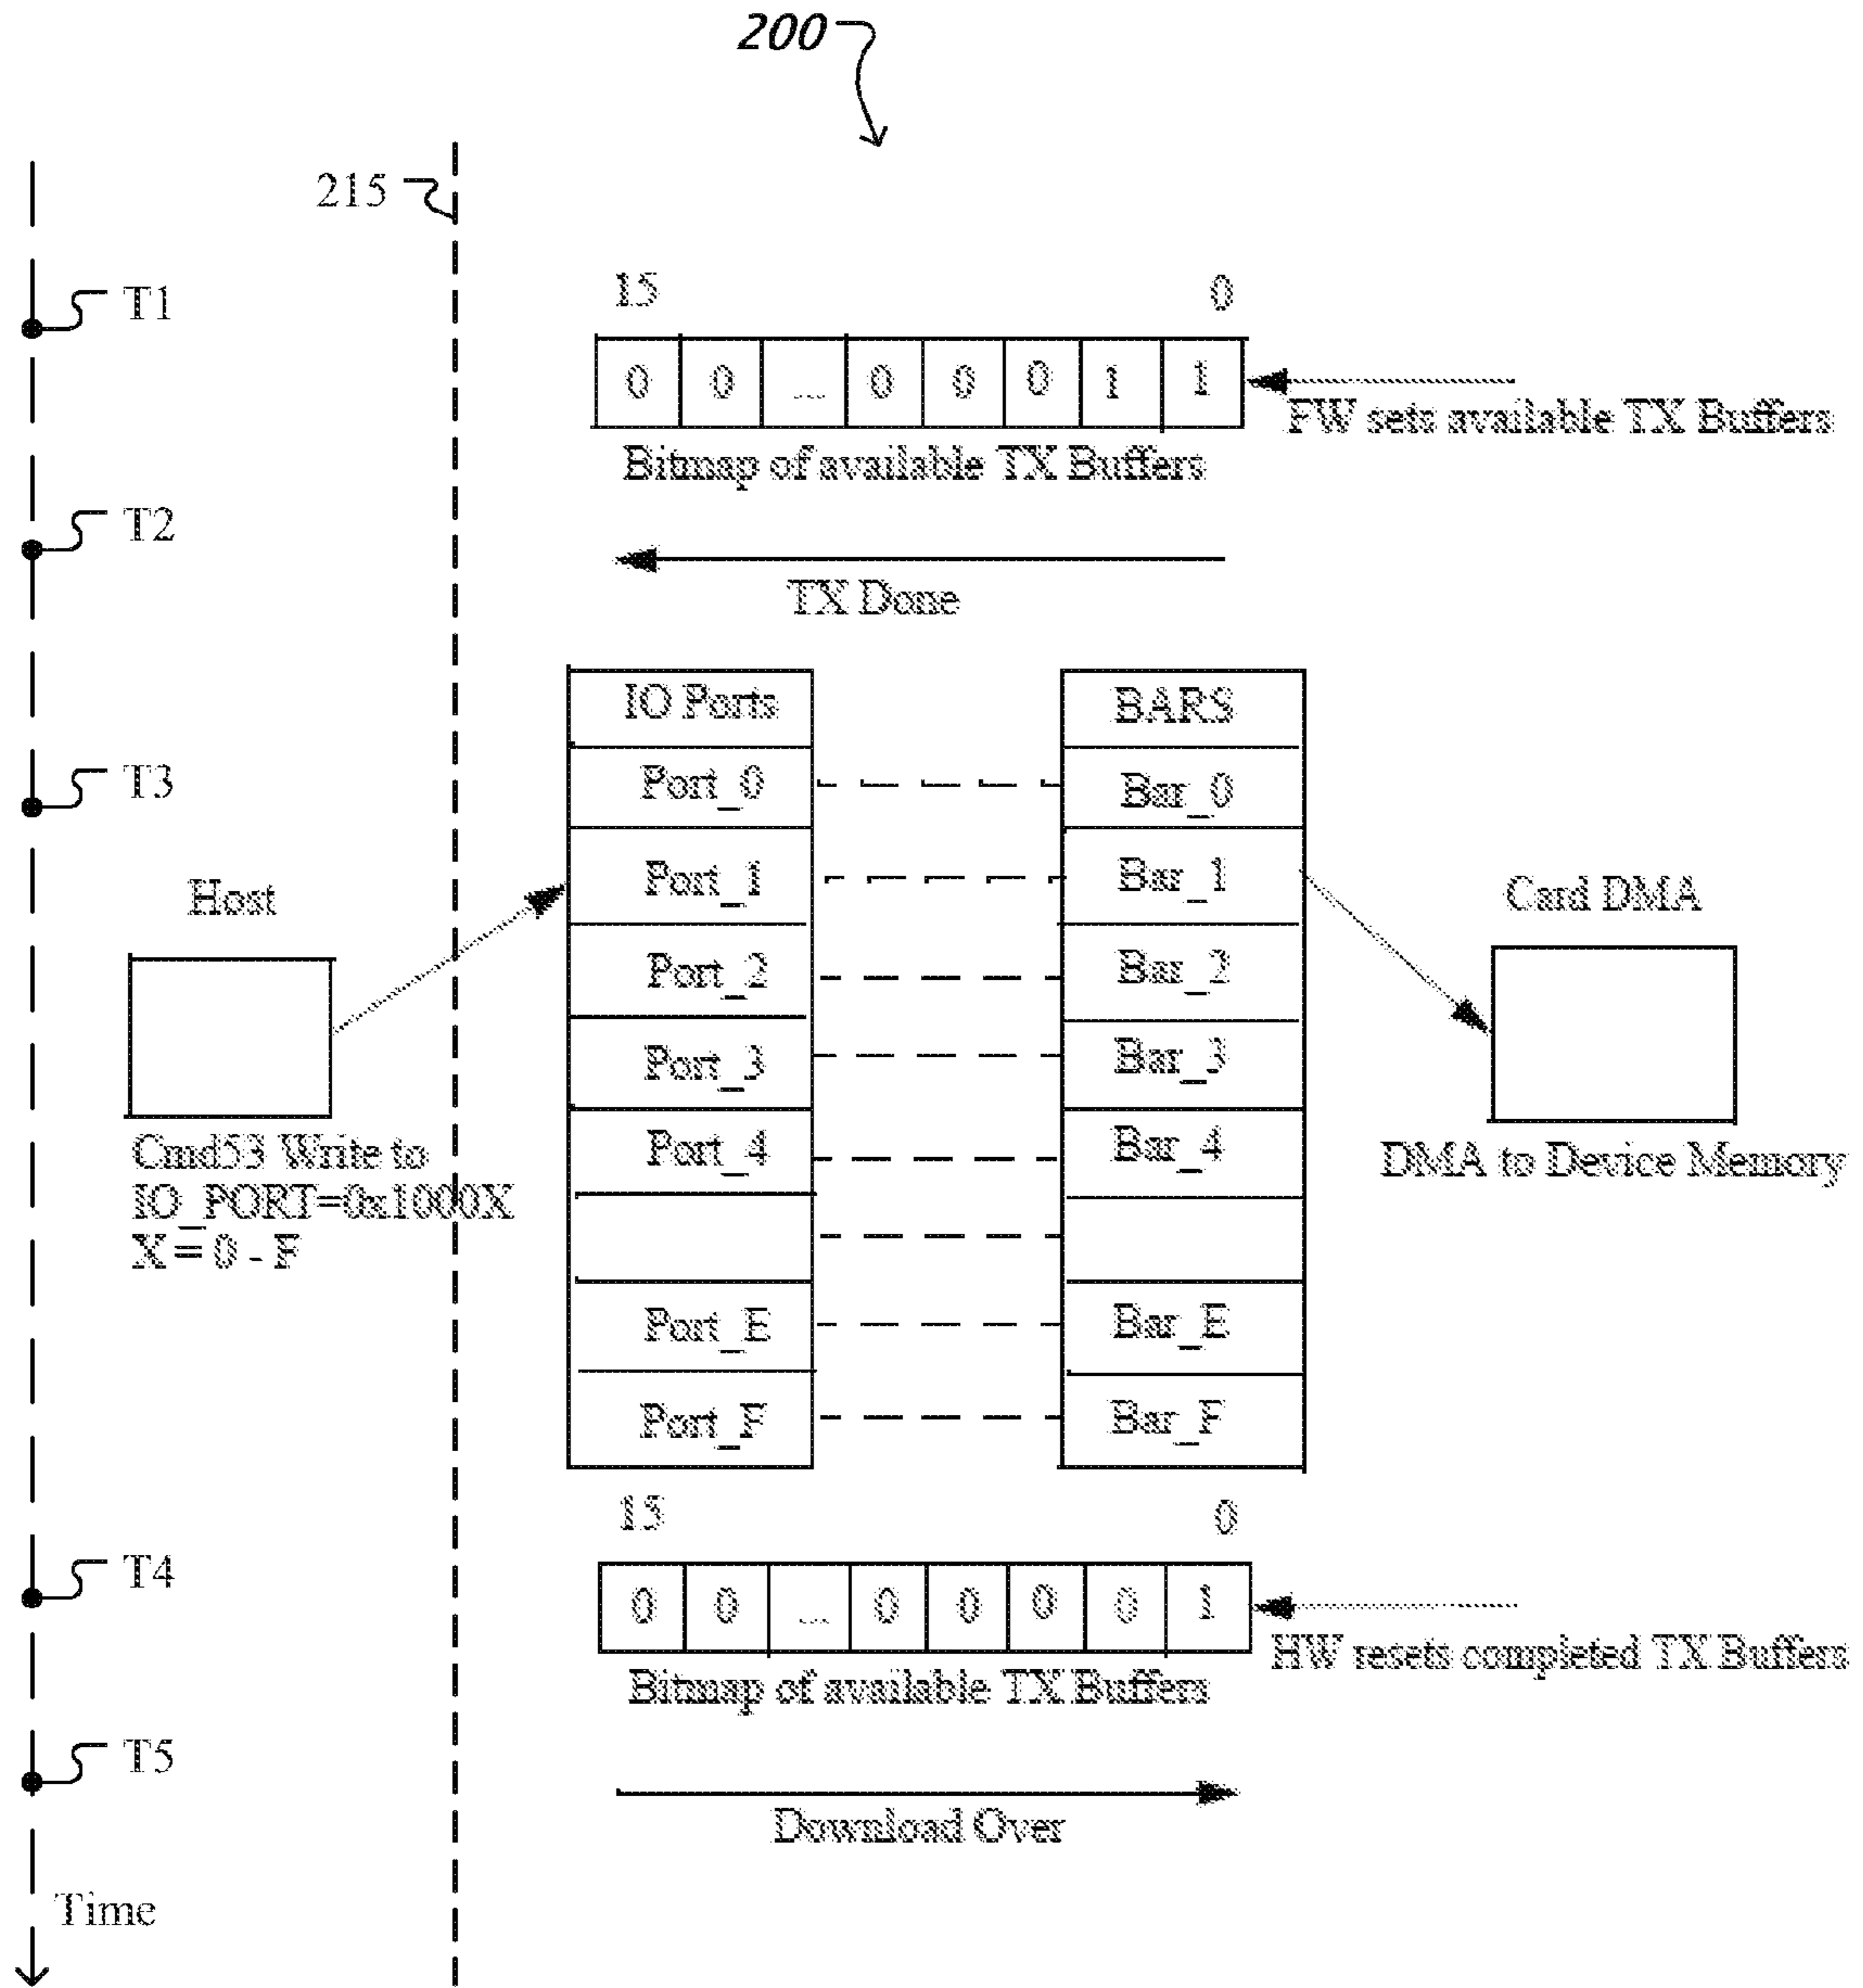 200
215
T1
15 0
0 0 ... 0 0 0 1 1
FW sets available TX Buffers
Bitmap of available TX Buffers
T2
TX Done
IO Ports BARS
T3
Port_0 Bar_0
Port_1 Bar_1
Host
Card DMA
Port_2 Bar_2
Port_3 Bar_3
Port_4 Bar_4
Cmd53 Write to
IO_PORT=0x1000X
X = 0 - F
DMA to Device Memory
Port_E Bar_E
Port_F Bar_F
15 0
T4
0 0 ... 0 0 0 0 1
HW resets completed TX Buffers
Bitmap of available TX Buffers
T5
Download Over
Time